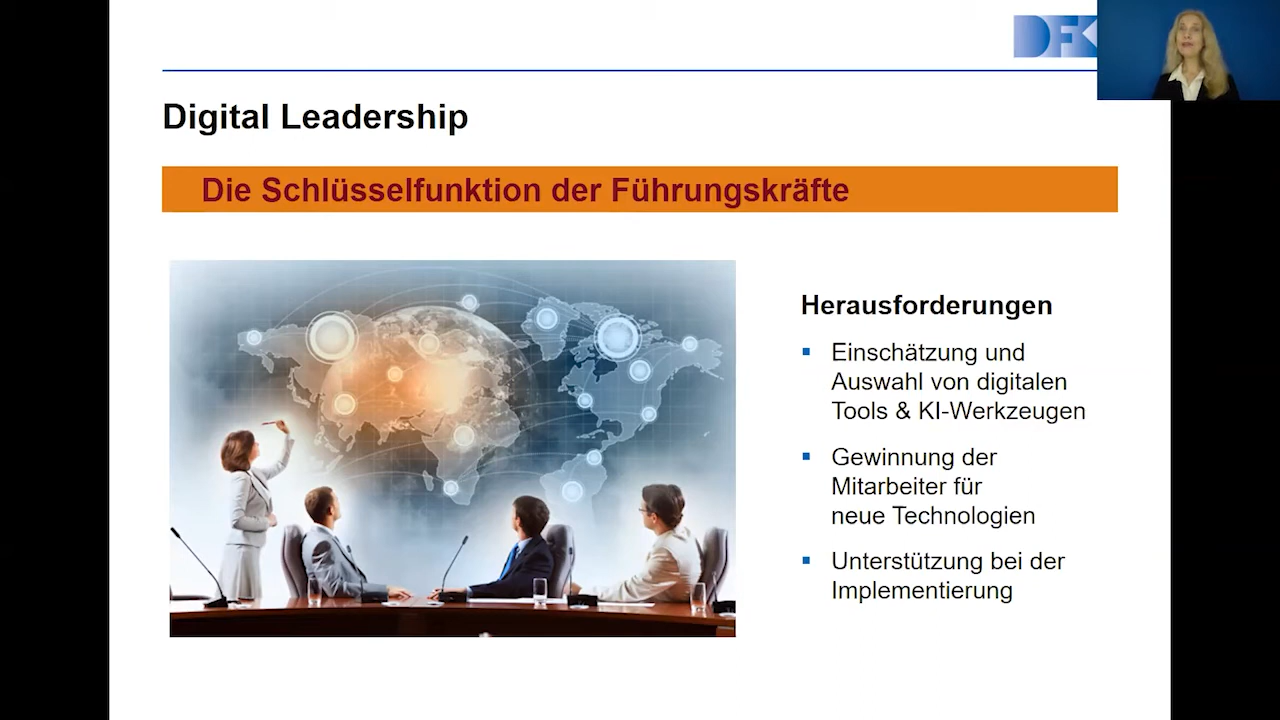 DFK
Digital Leadership
Die Schlüsselfunktion der Führungskräfte
Herausforderungen
Einschätzung und
Auswahl von digitalen
Tools & KI-Werkzeugen
Gewinnung der
Mitarbeiter für
neue Technologien
Unterstützung bei der
Implementierung